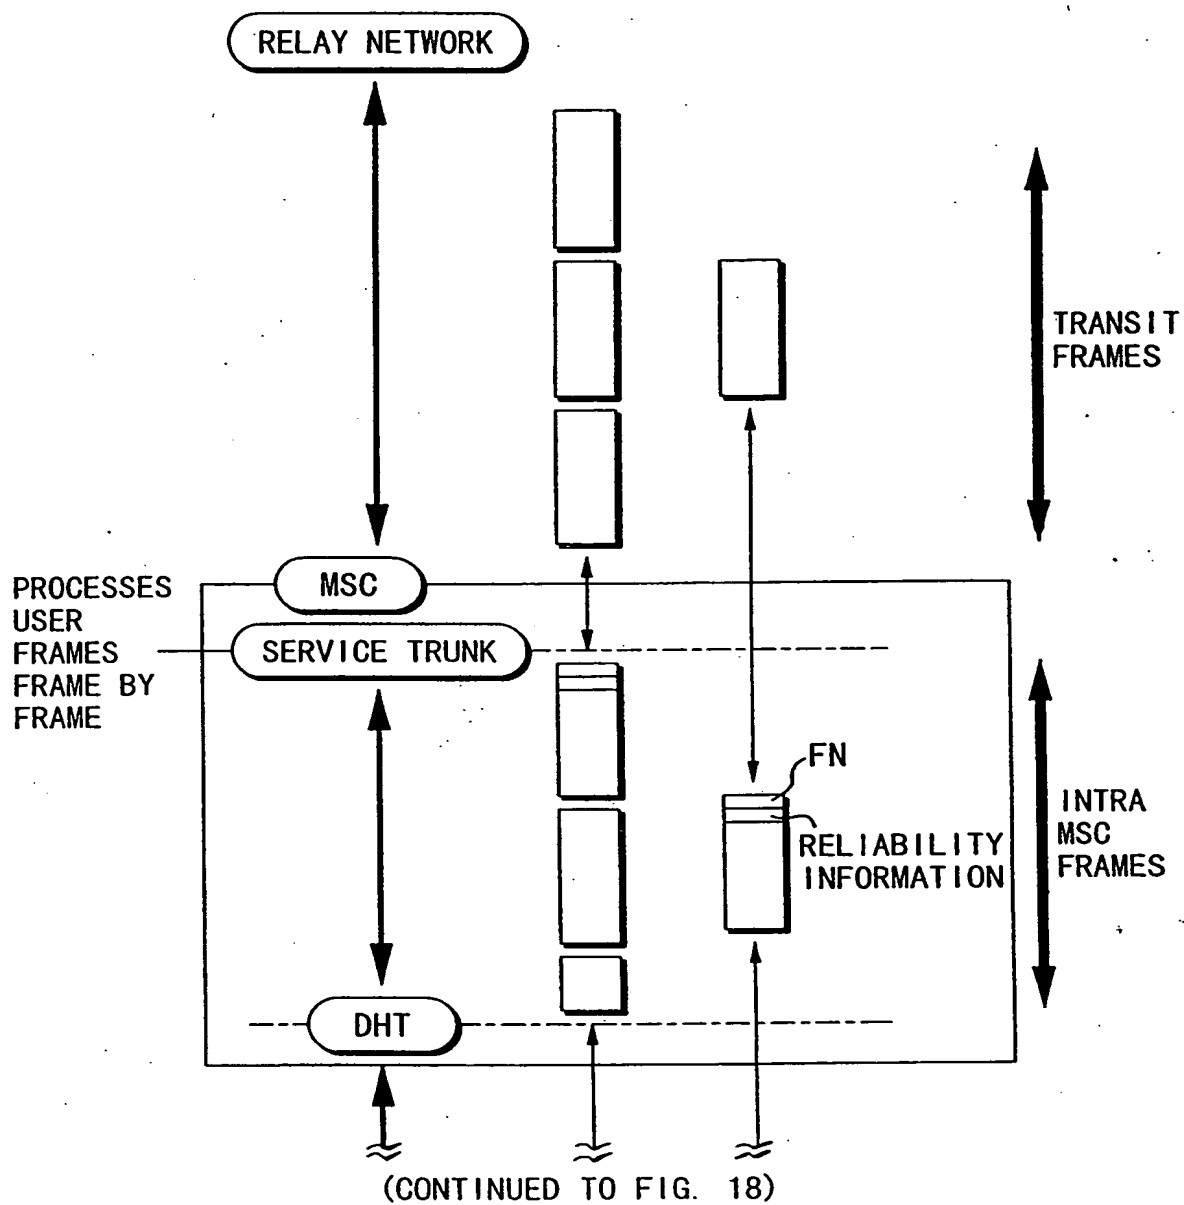 RELAY NETWORK
TRANSIT
FRAMES
MSC
PROCESSES
USER
FRAMES
FRAME BY
FRAME
SERVICE TRUNK
FN
RELIABILITY
INFORMATION
INTRA
MSC
FRAMES
DHT
(CONTINUED TO FIG. 18)